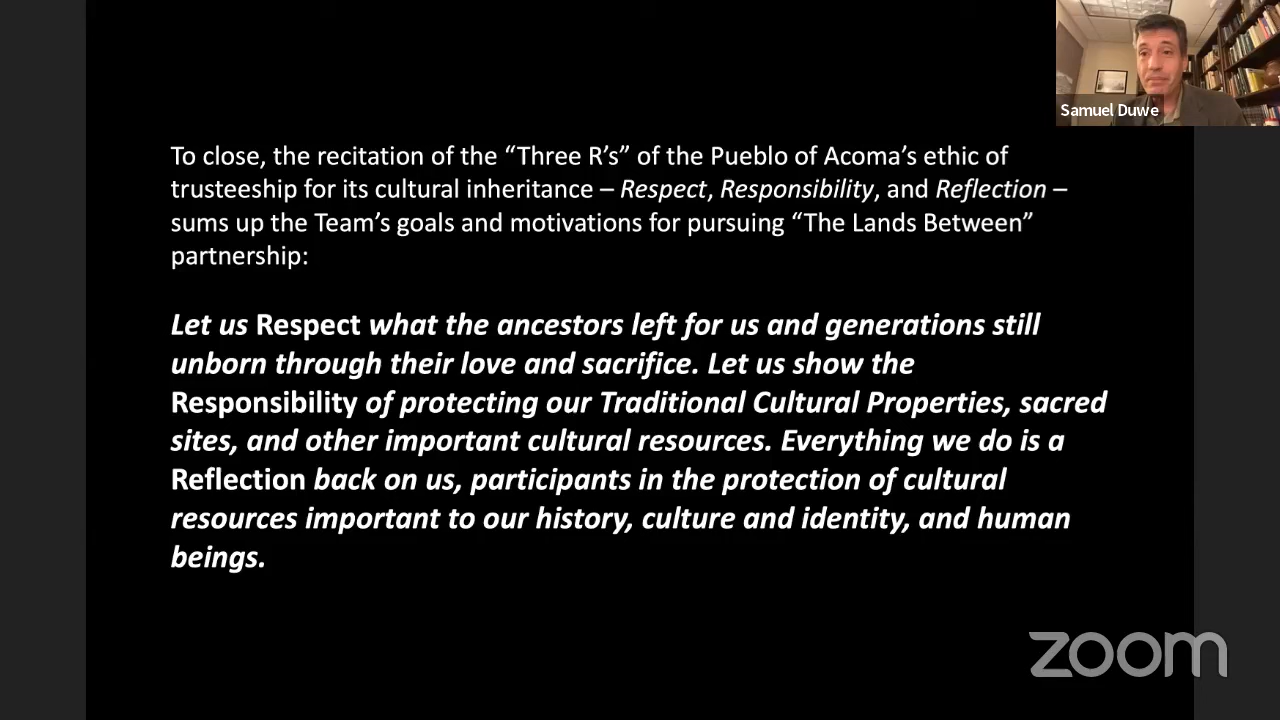 Samuel Duwe
To close, the recitation of the “Three R’s” of the Pueblo of Acoma’s ethic of
trusteeship for its cultural inheritance – Respect, Responsibility, and Reflection –
sums up the Team’s goals and motivations for pursuing “The Lands Between”
partnership:
Let us Respect what the ancestors left for us and generations still
unborn through their love and sacrifice. Let us show the
Responsibility of protecting our Traditional Cultural Properties, sacred
sites, and other important cultural resources. Everything we do is a
Reflection back on us, participants in the protection of cultural
resources important to our history, culture and identity, and human
beings.
zoom